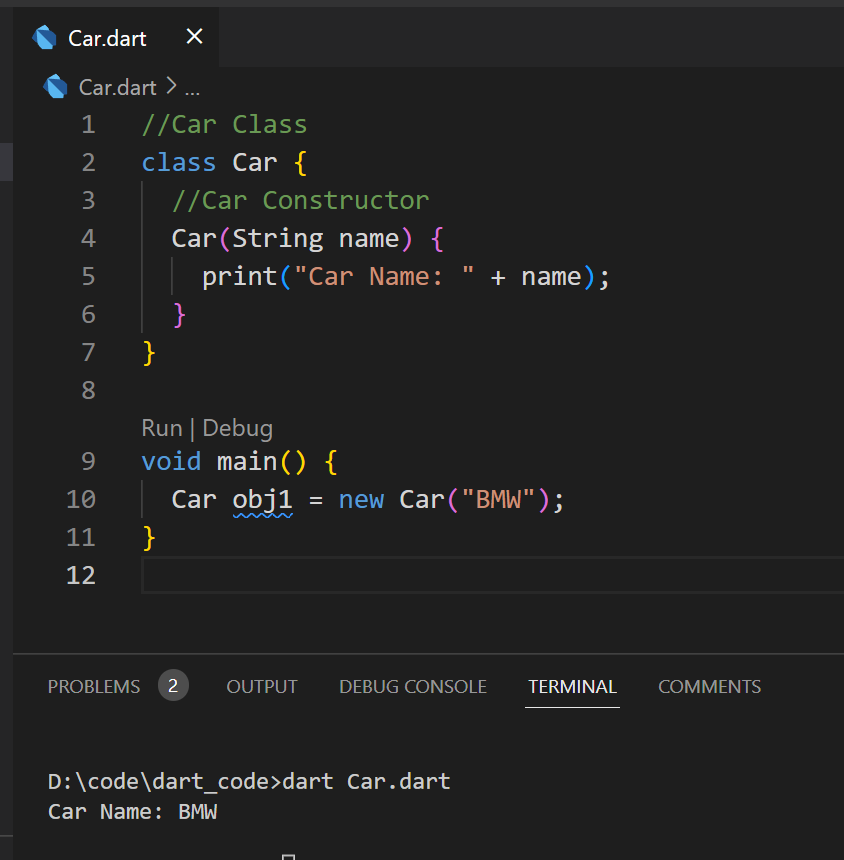 Car.dart ×
Car.dart > ...
1 //Car Class
2 class Car {
3 //Car Constructor
4 Car(String name) {
5 print("Car Name: " + name);
6 }
7 }
8
Run | Debug
9 void main() {
10 Car obj1 = new Car("BMW");
11 }
12
PROBLEMS 2 OUTPUT DEBUG CONSOLE TERMINAL COMMENTS
D:\code\dart_code>dart Car.dart
Car Name: BMW